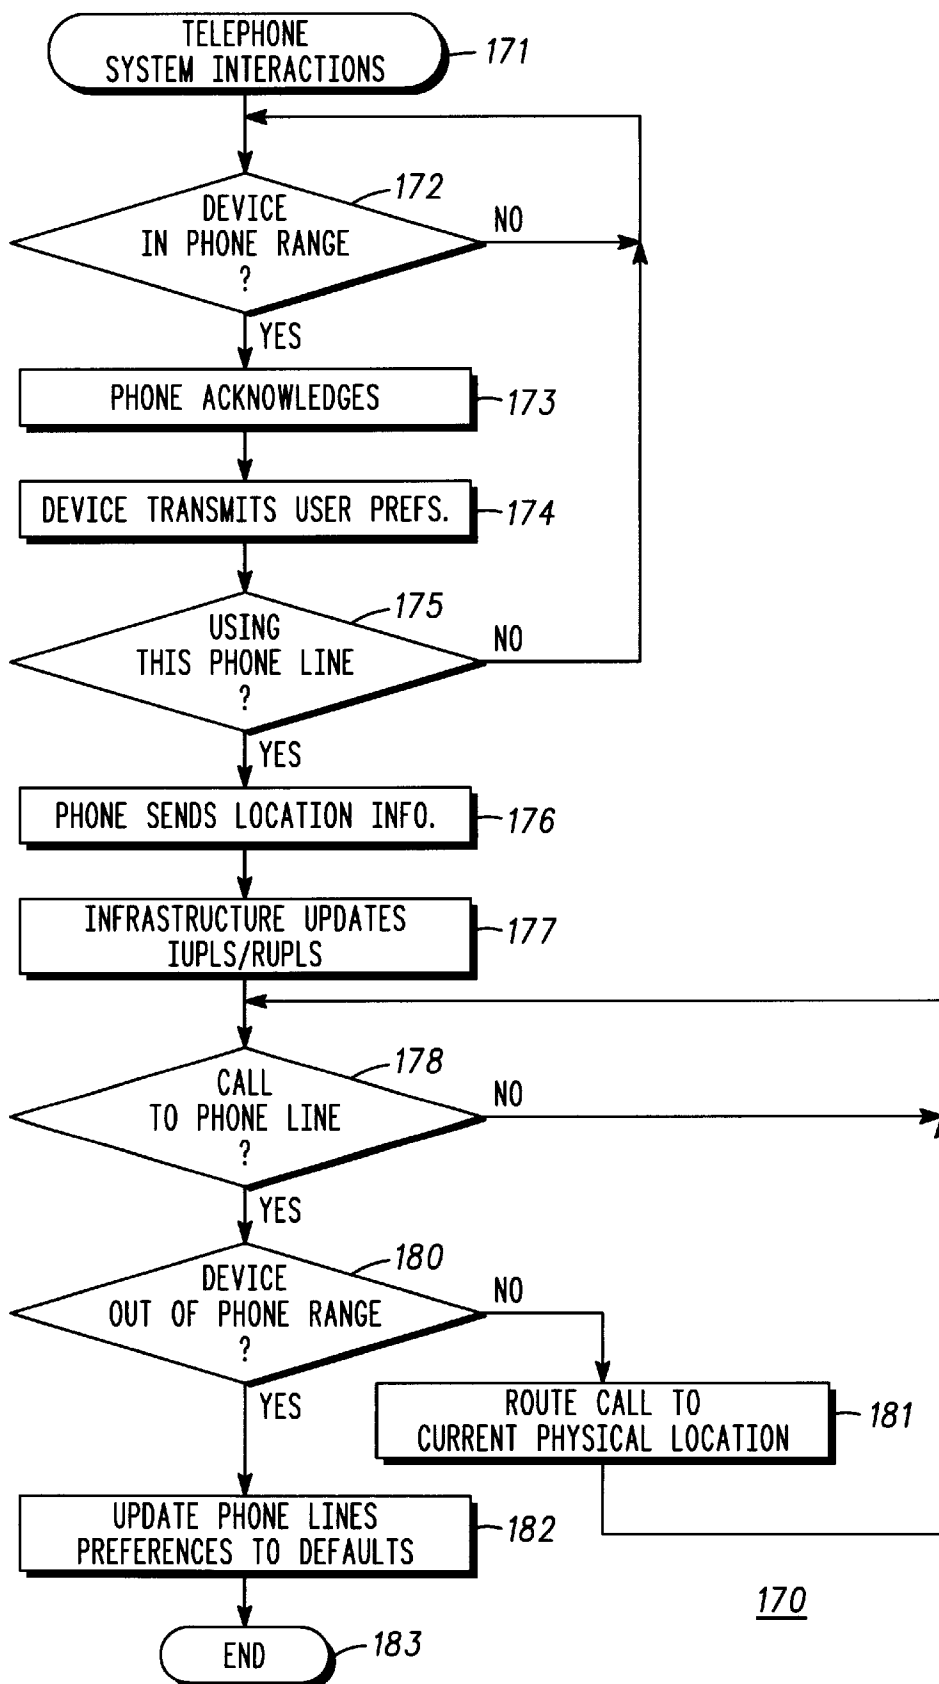 TELEPHONE
SYSTEM INTERACTIONS
171
172
DEVICE
IN PHONE RANGE
?
NO
YES
PHONE ACKNOWLEDGES
173
DEVICE TRANSMITS USER PREFS.
174
175
USING
THIS PHONE LINE
?
NO
YES
PHONE SENDS LOCATION INFO.
176
INFRASTRUCTURE UPDATES
IUPLS/RUPLS
177
178
CALL
TO PHONE LINE
?
NO
YES
180
DEVICE
OUT OF PHONE RANGE
?
NO
YES
ROUTE CALL TO
CURRENT PHYSICAL LOCATION
181
UPDATE PHONE LINES
PREFERENCES TO DEFAULTS
182
170
END
183